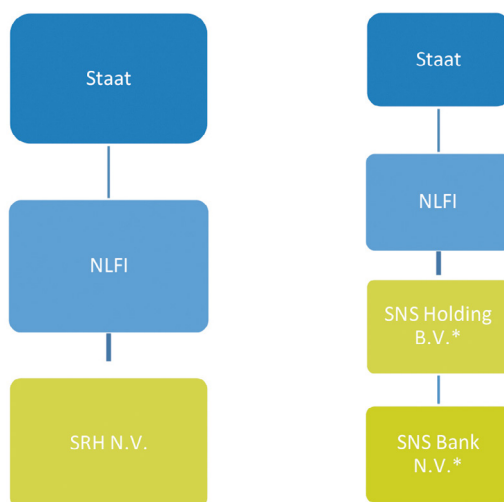 Staat
NLFI
SRH N.V.
Staat
NLFI
SNS Holding
B.V.*
SNS Bank
N.V.*